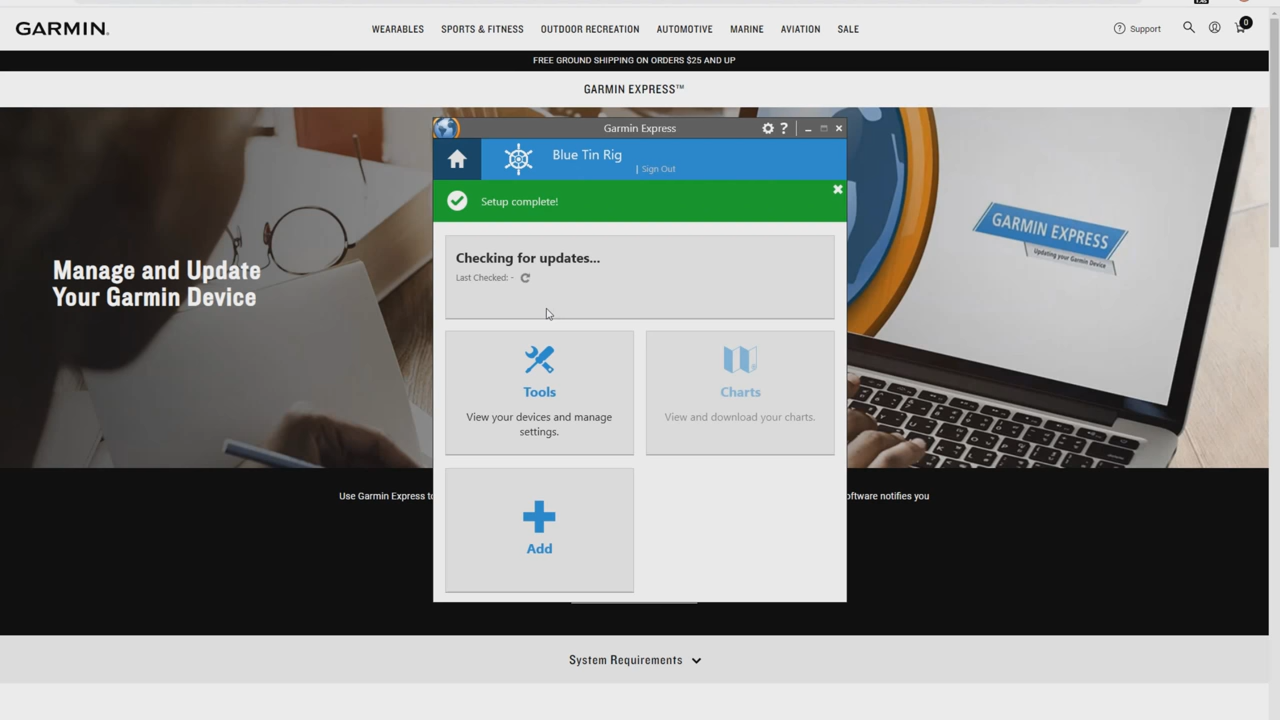 GARMIN.
WEARABLES SPORTS & FITNESS OUTDOOR RECREATION AUTOMOTIVE MARINE AVIATION SALE
Support
0
FREE GROUND SHIPPING ON ORDERS $25 AND UP
GARMIN EXPRESS™
Manage and Update
Your Garmin Device
Garmin Express
?
Blue Tin Rig
| Sign Out
Setup complete!
Checking for updates...
Last Checked: -
Tools
View your devices and manage
settings.
Charts
View and download your charts.
Add
GARMIN EXPRESS
Updating your Garmin Device
Use Garmin Express to
oftware notifies you
System Requirements